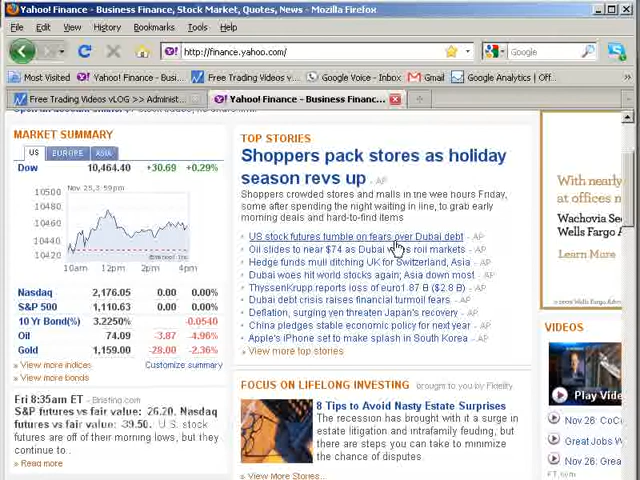 Yahoo! Finance - Business Finance, Stock Market, Quotes, News - Mozilla Firefox
File Edit View History Bookmarks Tools Help
http://finance.yahoo.com/
Google
Most Visited Yahoo! Finance - Busi... Free Trading Videos ... Google Voice - Inbox Gmail Google Analytics | Off...
Free Trading Videos vLOG >> Administ... Yahoo! Finance - Business Financ...
MARKET SUMMARY
US EUROPE ASIA
Dow 10,464.40 +30.69 +0.29%
Nov 25, 3:59pm
10500
10480
10460
10440
10420
10am 12pm 2pm 4pm
Nasdaq 2,176.05 0.00 0.00
S&P 500 1,110.63 0.00 0.00
10 Yr Bond(%) 3.2250% -0.0540
Oil 74.09 -3.87 -4.96%
Gold 1,159.00 -28.00 -2.36%
» View more indices Customize summary
» View more bonds
Fri 8:35am ET - Briefing.com
S&P futures vs fair value: -26.20. Nasdaq
futures vs fair value: -39.50. U.S. stock
futures are off of their morning lows, but they
continue to..
» Read more
TOP STORIES
Shoppers pack stores as holiday
season revs up - AP
Shoppers crowded stores and malls in the wee hours Friday,
some after spending the night waiting in line, to grab early
morning deals and hard-to-find items
US stock futures tumble on fears over Dubai debt - AP
Oil slides to near $74 as Dubai woes roil markets - AP
Hedge funds mull ditching UK for Switzerland, Asia - AP
Dubai woes hit world stocks again; Asia down most - AP
ThyssenKrupp reports loss of euro1.87 B ($2.8 B) - AP
Dubai debt crisis raises financial turmoil fears - AP
Deflation, surging yen threaten Japan's recovery - AP
China pledges stable economic policy for next year - AP
Apple's iPhone set to make splash in South Korea - AP
» View more top stories
FOCUS ON LIFELONG INVESTING brought to you by Fidelity
8 Tips to Avoid Nasty Estate Surprises
The recession has brought with it a surge in
estate litigation and intrafamily feuding, but
there are steps you can take to minimize
the chance of disputes.
» View More Stories...
With nearly
at offices n
Wachovia Se
Wells Fargo A
Learn More
VIDEOS
Play Video
Nov 26: CoCo
Great Jobs W
Nov 26: